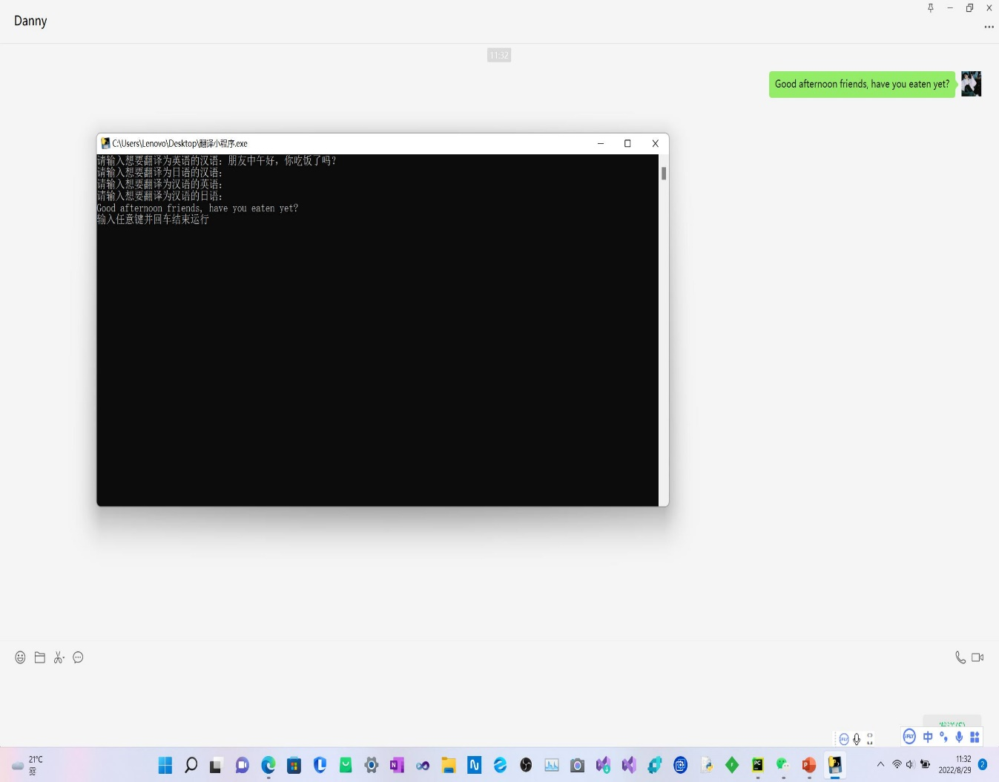 Danny
11:32
Good afternoon friends, have you eaten yet?
C:\Users\Lenovo\Desktop\翻译小程序.exe
请输入想要翻译为英语的汉语：朋友中午好，你吃饭了吗?
请输入想要翻译为日语的汉语：
请输入想要翻译为汉语的英语：
请输入想要翻译为汉语的日语：
Good afternoon friends, have you eaten yet?
输入任意键并回车结束运行
发送(S)
iFLY
iFLY 中
21°C
雾
11:32
2022/8/29
2